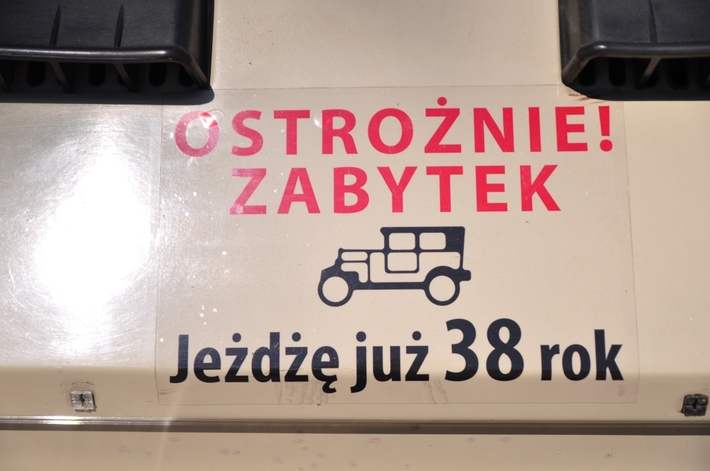 OSTROŻNIE!
ZABYTEK
Jeżdżę już 38 rok